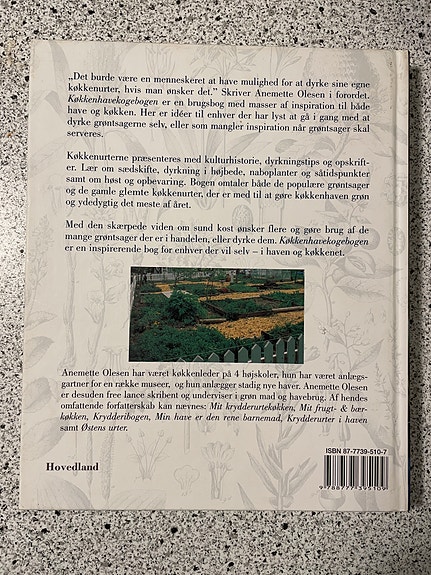 „Det burde være en menneskeret at have mulighed for at dyrke sine egne
køkkenurter, hvis man ønsker det.” Skriver Anemette Olesen i forordet.
Køkkenhavekogebogen er en brugsbog med masser af inspiration til både
have og køkken. Her er idéer til enhver der har lyst at gå i gang med at
dyrke grøntsagerne selv, eller som mangler inspiration når grøntsager skal
serveres.
Køkkenurterne præsenteres med kulturhistorie, dyrkningstips og opskrift-
er. Lær om sædskifte, dyrkning i højbede, naboplanter og såtidspunkter
samt om høst og opbevaring. Bogen omtaler både de populære grøntsager
og de gamle glemte køkkenurter, der er med til at gøre køkkenhaven grøn
og ydedygtig det meste af året.
Med den skærpede viden om sund kost ønsker flere og gøre brug af de
mange grøntsager der er i handelen, eller dyrke dem. Køkkenhavekogebogen
er en inspirerende bog for enhver der vil selv – i haven og køkkenet.
Anemette Olesen har været køkkenleder på 4 højskoler, hun har været anlægs-
gartner for en række museer, og hun anlægger stadig nye haver. Anemette Olesen
er desuden free lance skribent og underviser i grøn mad og havebrug. Af hendes
omfattende forfatterskab kan nævnes: Mit krydderurtekøkken, Mit frugt- & bær-
køkken, Krydderibogen, Min have er den rene barnemad, Krydderurter i haven
samt Østens urter.
ISBN 87-7739-510-7
Hovedland
9 788777 395109